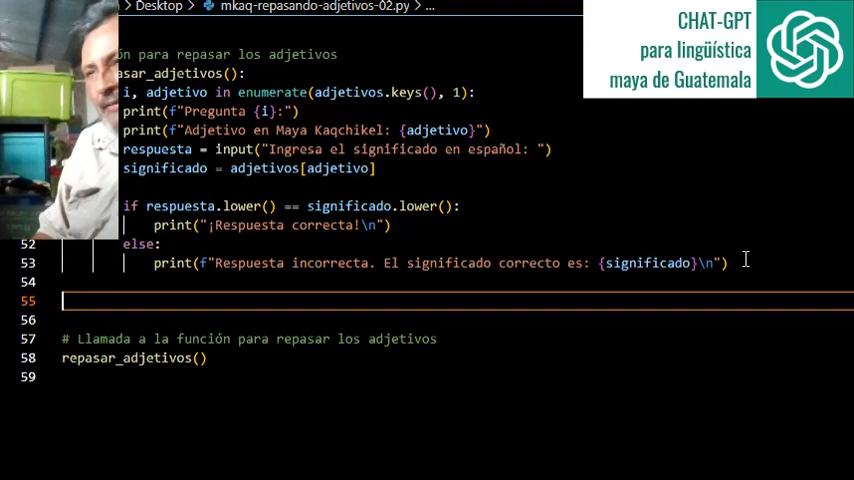 Desktop > mkaq-repasando-adjetivos-02.py > ...
CHAT-GPT
para lingüística
maya de Guatemala
para repasar los adjetivos
asar_adjetivos():
i, adjetivo in enumerate(adjetivos.keys(), 1):
print(f"Pregunta {i}:")
print(f"Adjetivo en Maya Kaqchikel: {adjetivo}")
respuesta = input("Ingresa el significado en español: ")
significado = adjetivos[adjetivo]
if respuesta.lower() == significado.lower():
print("¡Respuesta correcta!\n")
52 else:
53 print(f"Respuesta incorrecta. El significado correcto es: {significado}\n")
54
55
56
57 # Llamada a la función para repasar los adjetivos
58 repasar_adjetivos()
59